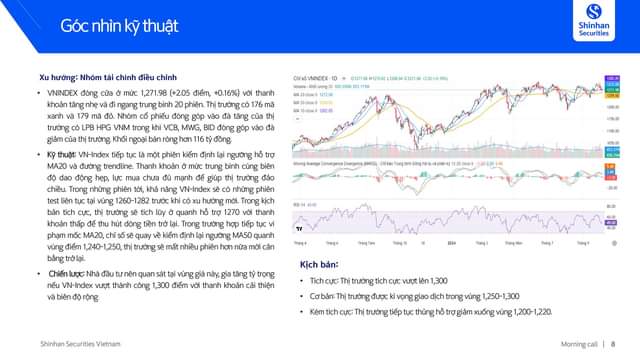 Góc nhìn kỹ thuật
Shinhan
Securities
Xu hướng: Nhóm tài chính điều chỉnh
• VNINDEX đóng cửa ở mức 1,271.98 (+2.05 điểm, +0.16%) với thanh
khoản tăng nhẹ và đi ngang trung bình 20 phiên. Thị trường có 176 mã
xanh và 179 mã đỏ. Nhóm cổ phiếu đóng góp vào đà tăng của thị
trường có LPB HPG VNM trong khi VCB, MWG, BID đóng góp vào đà
giảm của thị trường. Khối ngoại bán ròng hơn 116 tỷ đồng.
• Kỹ thuật: VN-Index tiếp tục là một phiên kiểm định lại ngưỡng hỗ trợ
MA20 và đường trendline. Thanh khoản ở mức trung bình cùng biên
độ dao động hẹp, lực mua chưa đủ mạnh để giúp thị trường đảo
chiều. Trong những phiên tới, khả năng VN-Index sẽ có những phiên
test liên tục tại vùng 1260-1282 trước khi có xu hướng mới. Trong kịch
bản tích cực, thị trường sẽ tích lũy ở quanh hỗ trợ 1270 với thanh
khoản thấp để thu hút dòng tiền trở lại. Trong trường hợp tiếp tục vi
phạm mốc MA20, chỉ số sẽ quay về kiểm định lại ngưỡng MA50 quanh
vùng điểm 1,240-1,250, thị trường sẽ mất nhiều phiên hơn nữa mới cân
bằng trở lại.
• Chiến lược: Nhà đầu tư nên quan sát tại vùng giá này, gia tăng tỷ trọng
nếu VN-Index vượt thành công 1,300 điểm với thanh khoản cải thiện
và biên độ rộng
Chỉ số VNINDEX · 1D
RSI 14
2024
Kịch bản:
• Tích cực: Thị trường tích cực vượt lên 1,300
• Cơ bản: Thị trường được kì vọng giao dịch trong vùng 1,250-1,300
• Kém tích cực: Thị trường tiếp tục thủng hỗ trợ giảm xuống vùng 1,200-1,220.
Shinhan Securities Vietnam
Morning call | 8